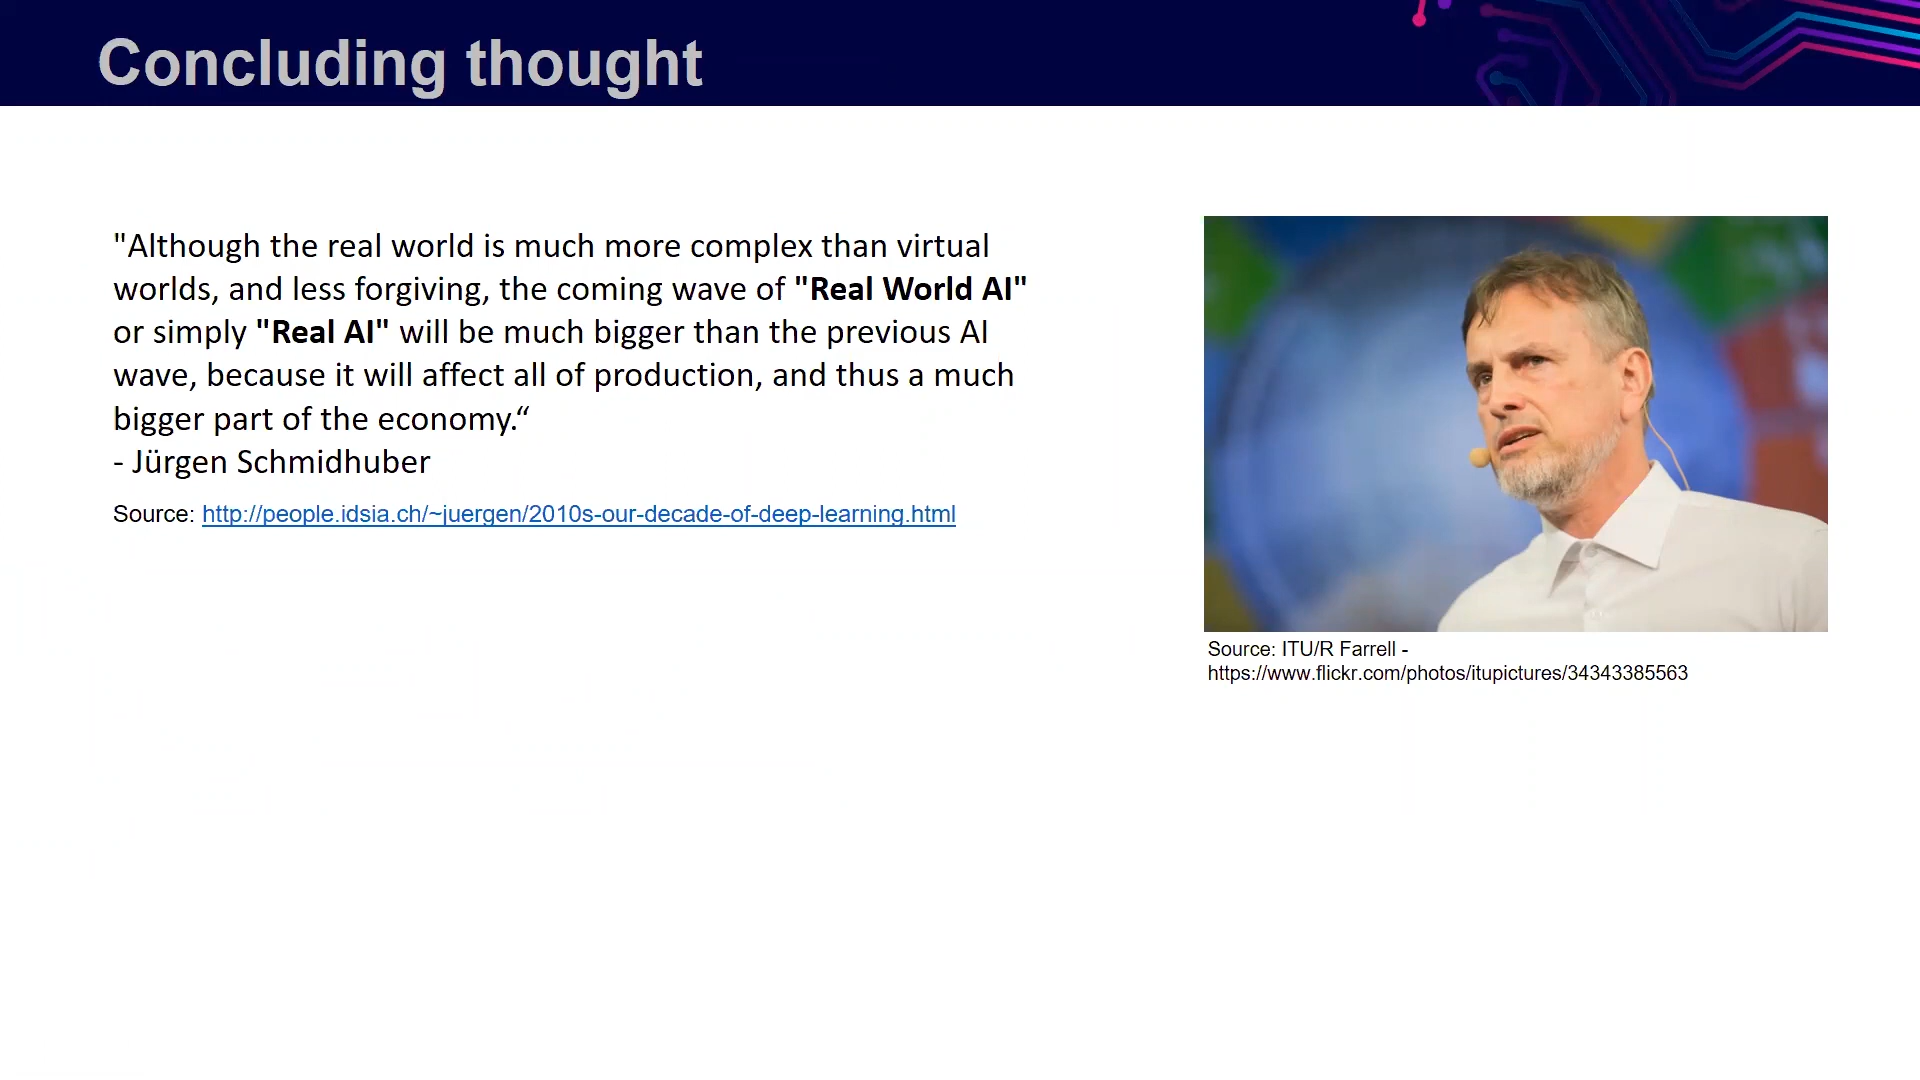 Concluding thought
"Although the real world is much more complex than virtual
worlds, and less forgiving, the coming wave of "Real World AI"
or simply "Real AI" will be much bigger than the previous AI
wave, because it will affect all of production, and thus a much
bigger part of the economy.“
- Jürgen Schmidhuber
Source: http://people.idsia.ch/~juergen/2010s-our-decade-of-deep-learning.html
Source: ITU/R Farrell -
https://www.flickr.com/photos/itupictures/34343385563